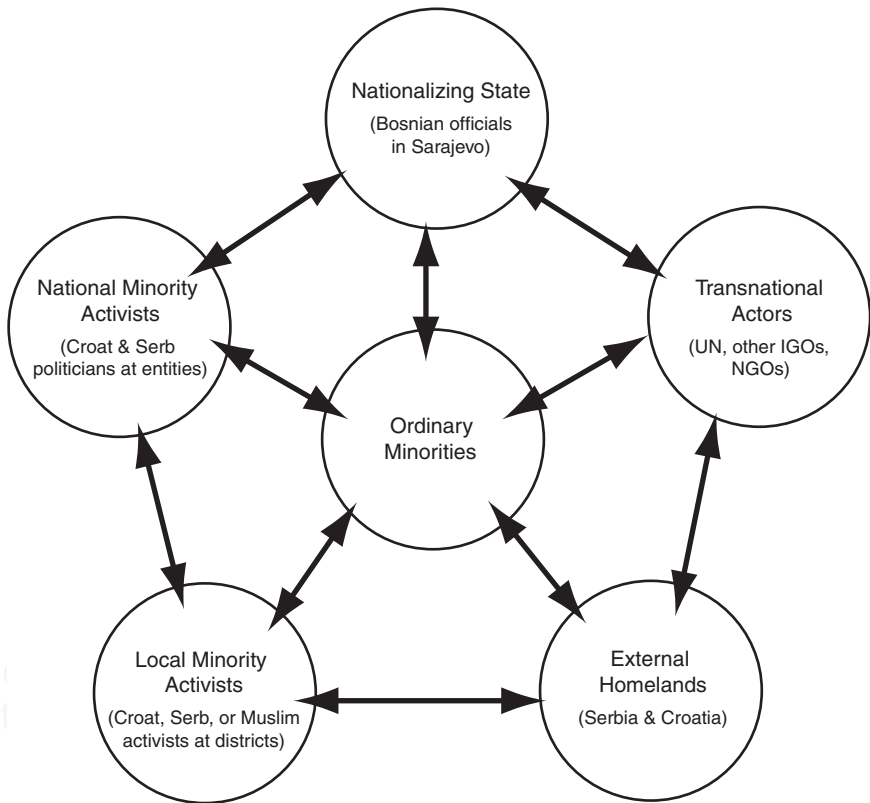 Nationalizing State
(Bosnian officials
in Sarajevo)
National Minority
Activists
(Croat & Serb
politicians at entities)
Transnational
Actors
(UN, other IGOs,
NGOs)
Ordinary
Minorities
Local Minority
Activists
(Croat, Serb, or Muslim
activists at districts)
External
Homelands
(Serbia & Croatia)